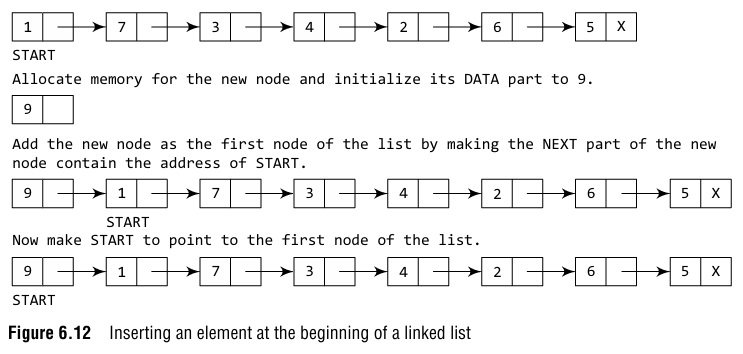 1 7 3 4 2 6 5 X
START
Allocate memory for the new node and initialize its DATA part to 9.
9
Add the new node as the first node of the list by making the NEXT part of the new
node contain the address of START.
9 1 7 3 4 2 6 5 X
START
Now make START to point to the first node of the list.
9 1 7 3 4 2 6 5 X
START
Figure 6.12 Inserting an element at the beginning of a linked list